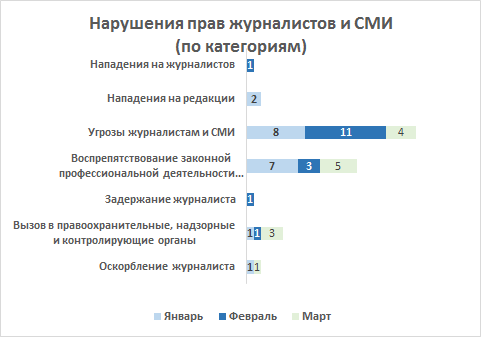 Нарушения прав журналистов и СМИ
(по категориям)
Нападения на журналистов
1
Нападения на редакции
2
Угрозы журналистам и СМИ
8 11 4
Воспрепятствование законной
профессиональной деятельности...
7 3 5
Задержание журналиста
1
Вызов в правоохранительные, надзорные
и контролирующие органы
1 1 3
Оскорбление журналиста
1 1
Январь Февраль Март